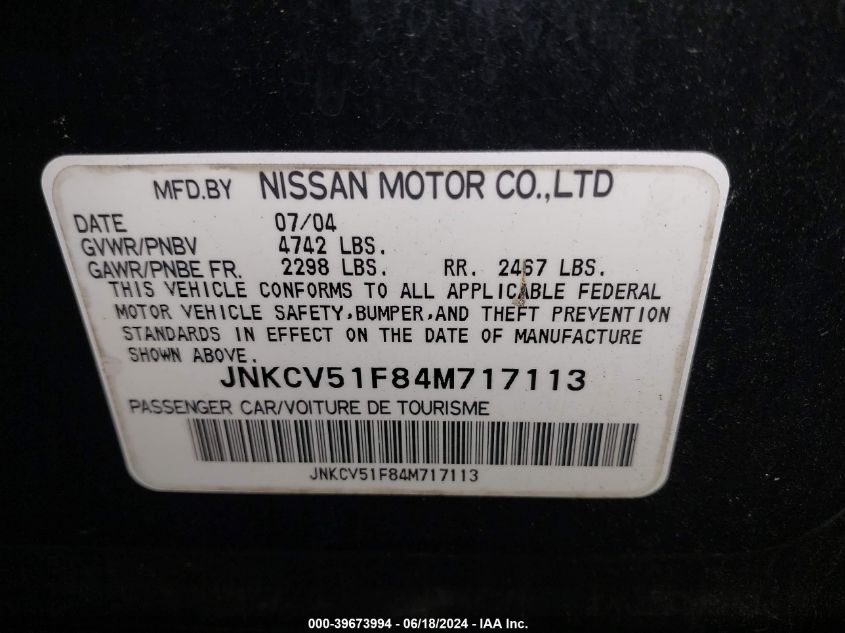 MFD.BY NISSAN MOTOR CO.,LTD
DATE 07/04
GVWR/PNBV 4742 LBS.
GAWR/PNBE FR. 2298 LBS. RR. 2467 LBS.
THIS VEHICLE CONFORMS TO ALL APPLICABLE FEDERAL
MOTOR VEHICLE SAFETY,BUMPER,AND THEFT PREVENTION
STANDARDS IN EFFECT ON THE DATE OF MANUFACTURE
SHOWN ABOVE.
JNKCV51F84M717113
PASSENGER CAR/VOITURE DE TOURISME
JNKCV51F84M717113
000-39673994 - 06/18/2024 - IAA Inc.